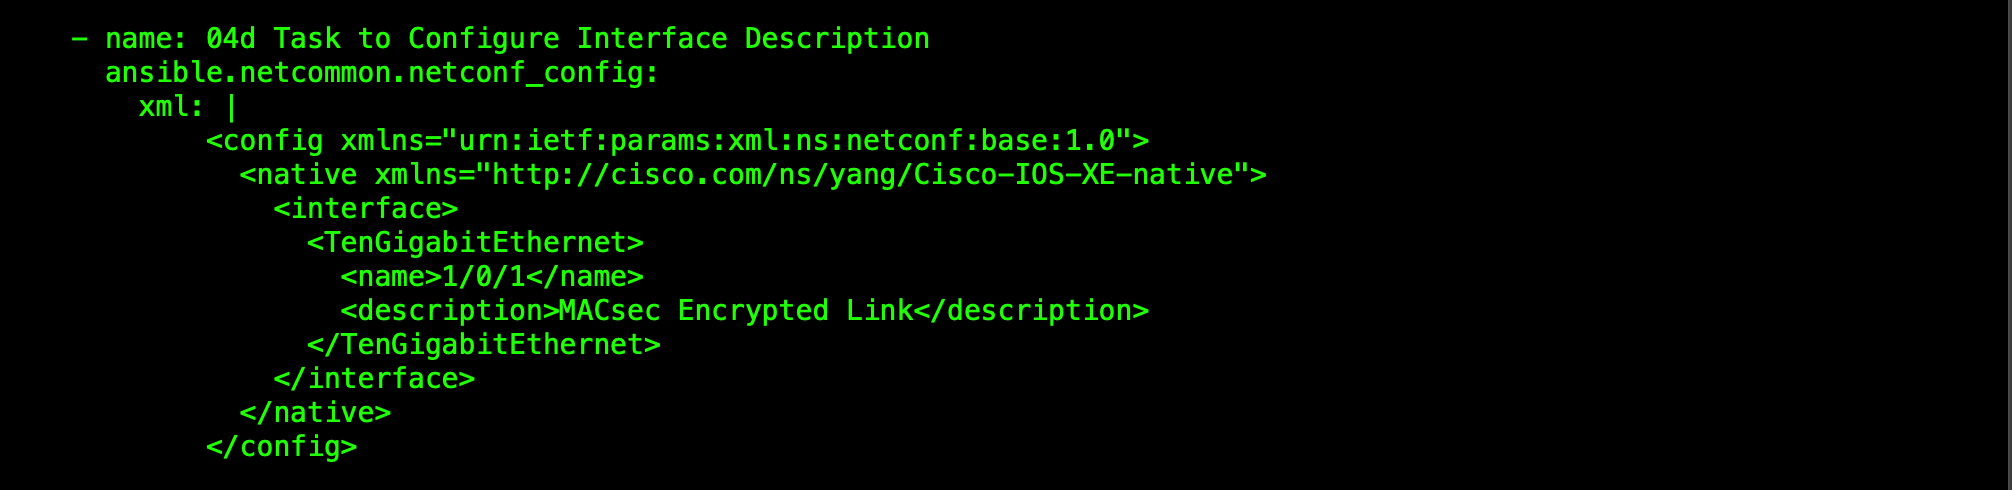 - name: 04d Task to Configure Interface Description
  ansible.netcommon.netconf_config:
    xml: |
        <config xmlns="urn:ietf:params:xml:ns:netconf:base:1.0">
          <native xmlns="http://cisco.com/ns/yang/Cisco-IOS-XE-native">
            <interface>
              <TenGigabitEthernet>
                <name>1/0/1</name>
                <description>MACsec Encrypted Link</description>
              </TenGigabitEthernet>
            </interface>
          </native>
        </config>